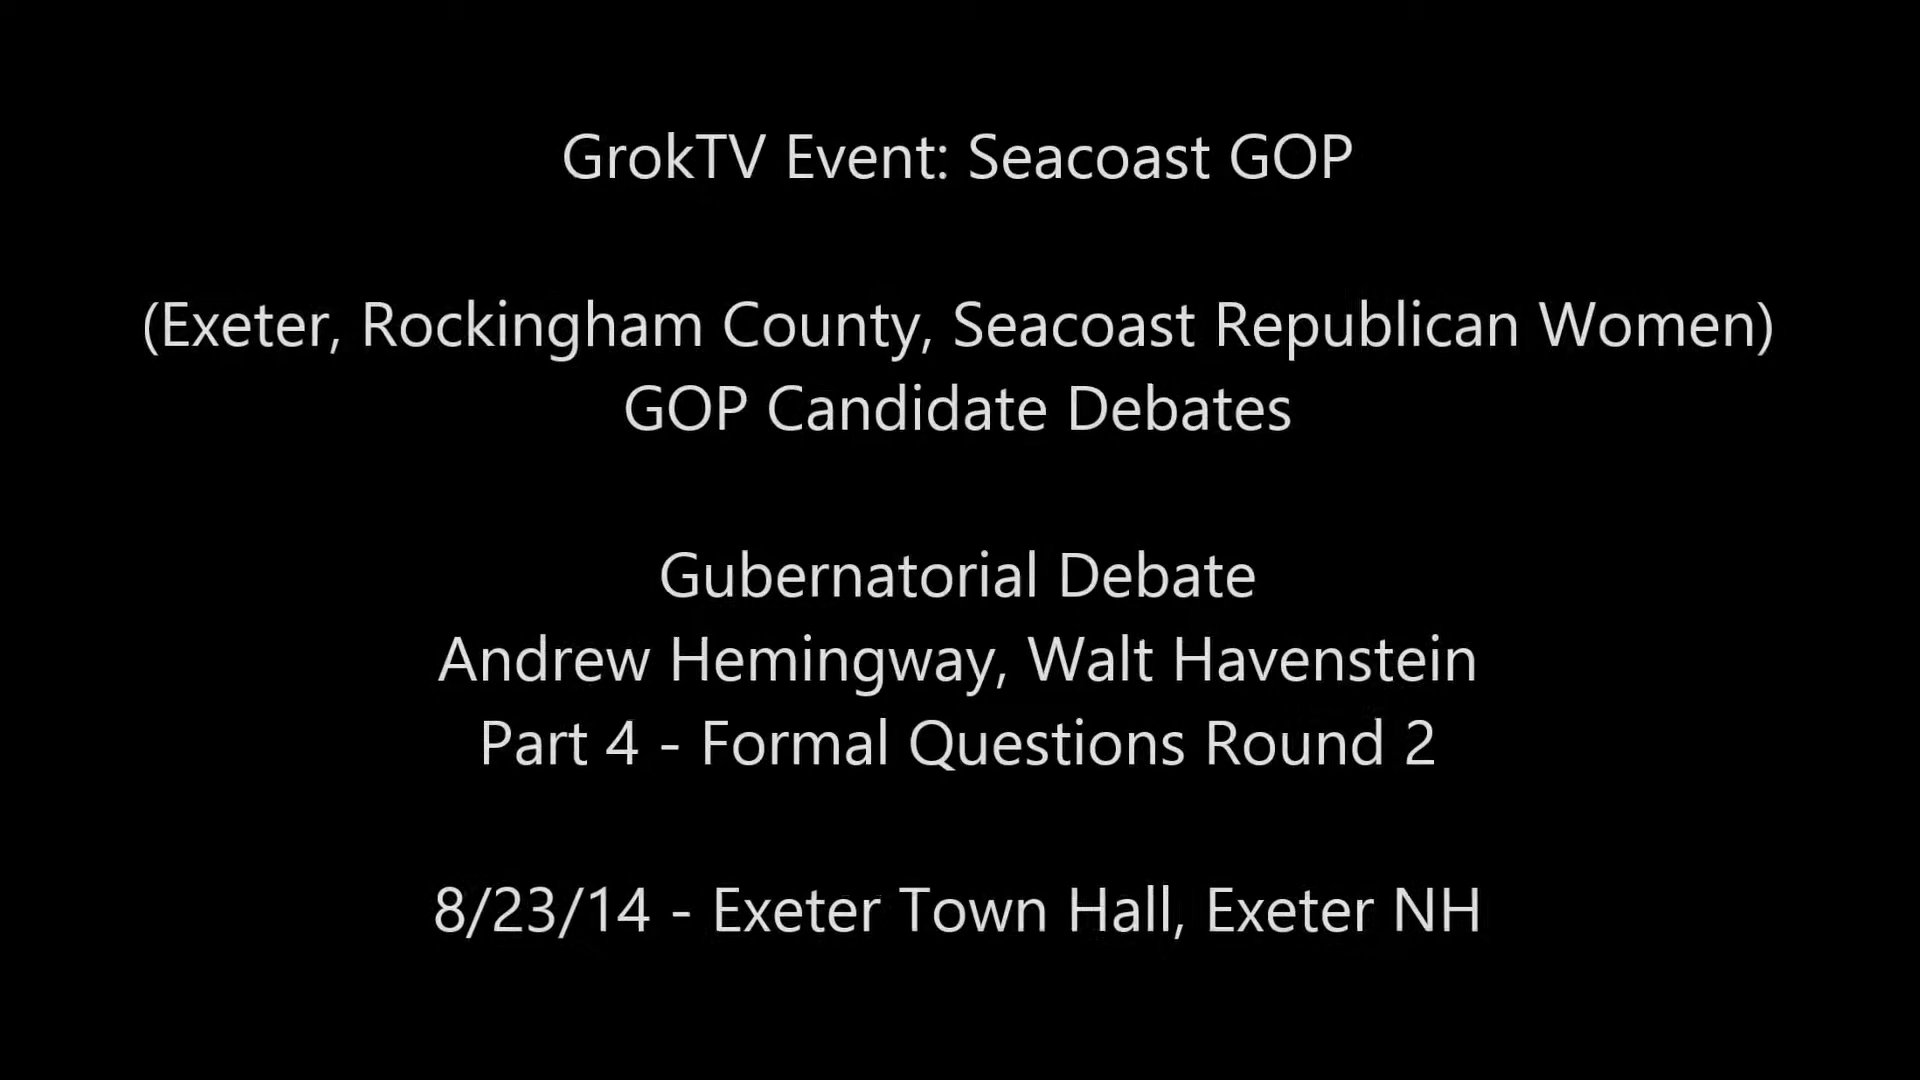 GrokTV Event: Seacoast GOP
(Exeter, Rockingham County, Seacoast Republican Women)
GOP Candidate Debates
Gubernatorial Debate
Andrew Hemingway, Walt Havenstein
Part 4 - Formal Questions Round 2
8/23/14 - Exeter Town Hall, Exeter NH